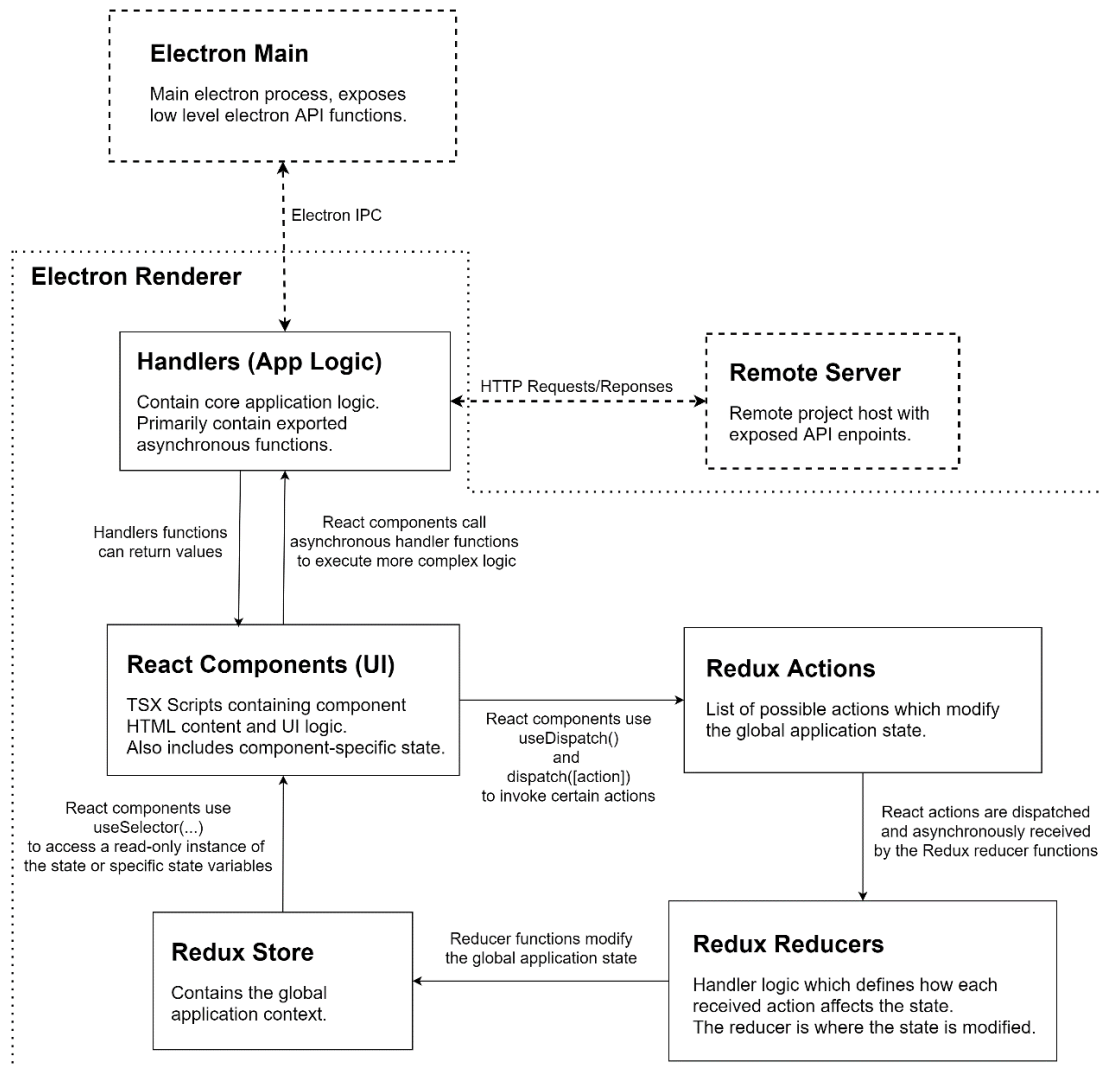 Electron Main
Main electron process, exposes
low level electron API functions.
Electron IPC
Electron Renderer
Handlers (App Logic)
Contain core application logic.
Primarily contain exported
asynchronous functions.
HTTP Requests/Reponses
Remote Server
Remote project host with
exposed API enpoints.
Handlers functions
can return values
React components call
asynchronous handler functions
to execute more complex logic
React Components (UI)
TSX Scripts containing component
HTML content and UI logic.
Also includes component-specific state.
React components use
useDispatch()
and
dispatch([action])
to invoke certain actions
Redux Actions
List of possible actions which modify
the global application state.
React components use
useSelector(...)
to access a read-only instance of
the state or specific state variables
React actions are dispatched
and asynchronously received
by the Redux reducer functions
Redux Store
Contains the global
application context.
Reducer functions modify
the global application state
Redux Reducers
Handler logic which defines how each
received action affects the state.
The reducer is where the state is modified.